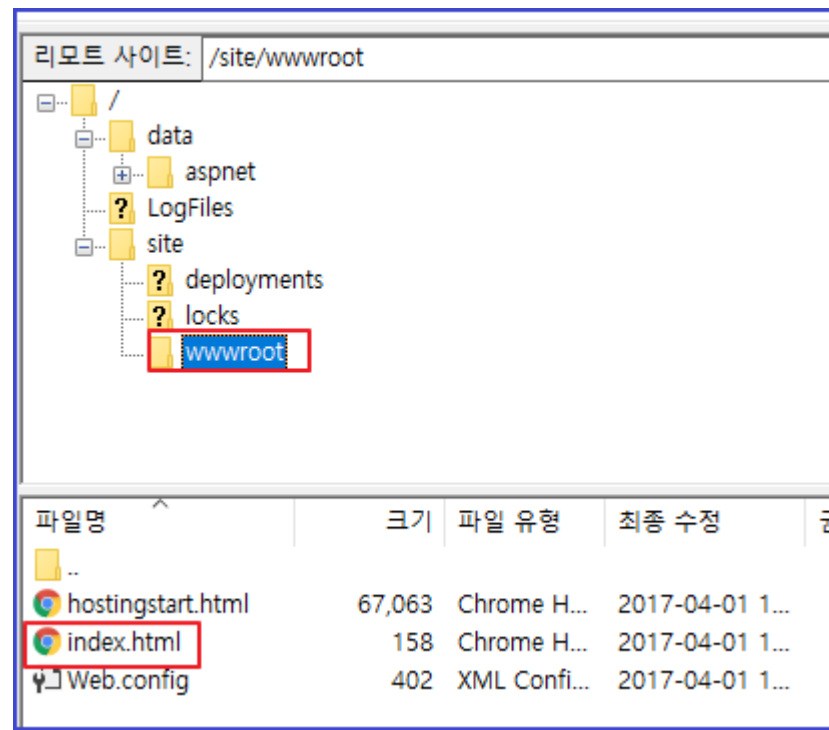 리모트 사이트: /site/wwwroot
/
data
aspnet
? LogFiles
site
? deployments
? locks
wwwroot
파일명 크기 파일 유형 최종 수정
..
hostingstart.html 67,063 Chrome H... 2017-04-01 1...
index.html 158 Chrome H... 2017-04-01 1...
Web.config 402 XML Confi... 2017-04-01 1...